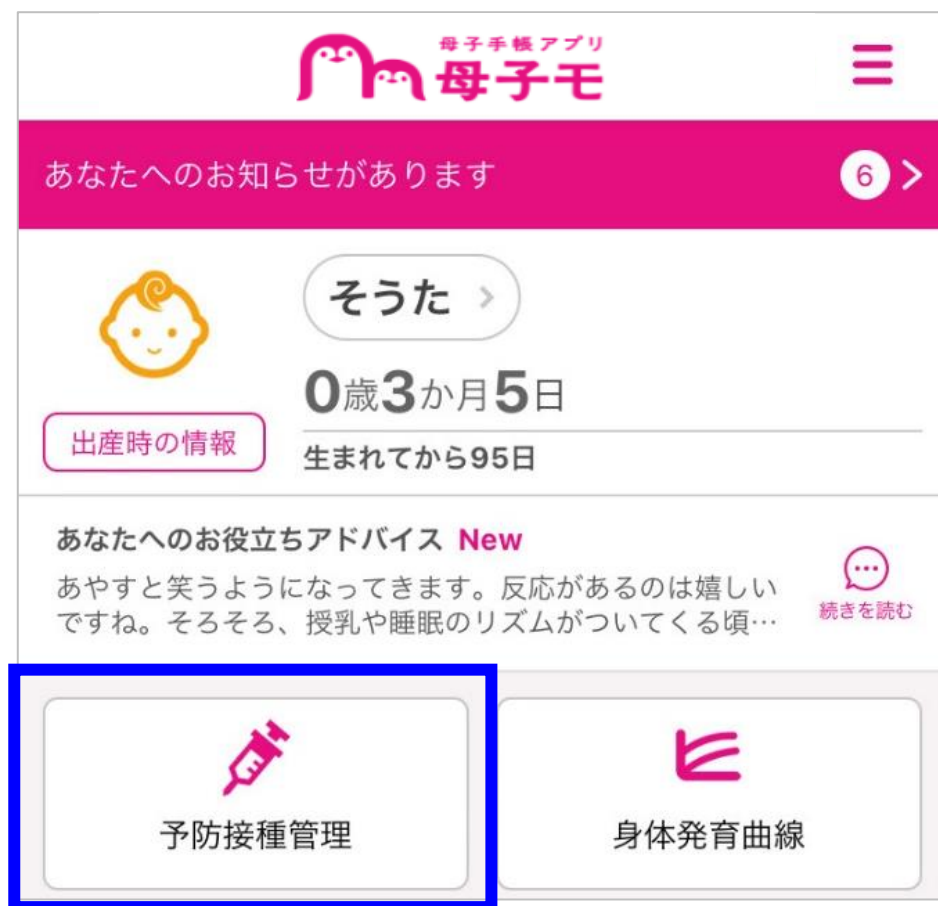 母子手帳アプリ
母子モ
あなたへのお知らせがあります 6
そうた
0歳3か月5日
出産時の情報
生まれてから95日
あなたへのお役立ちアドバイス New
あやすと笑うようになってきます。反応があるのは嬉しい
ですね。そろそろ、授乳や睡眠のリズムがついてくる頃…
続きを読む
予防接種管理
身体発育曲線